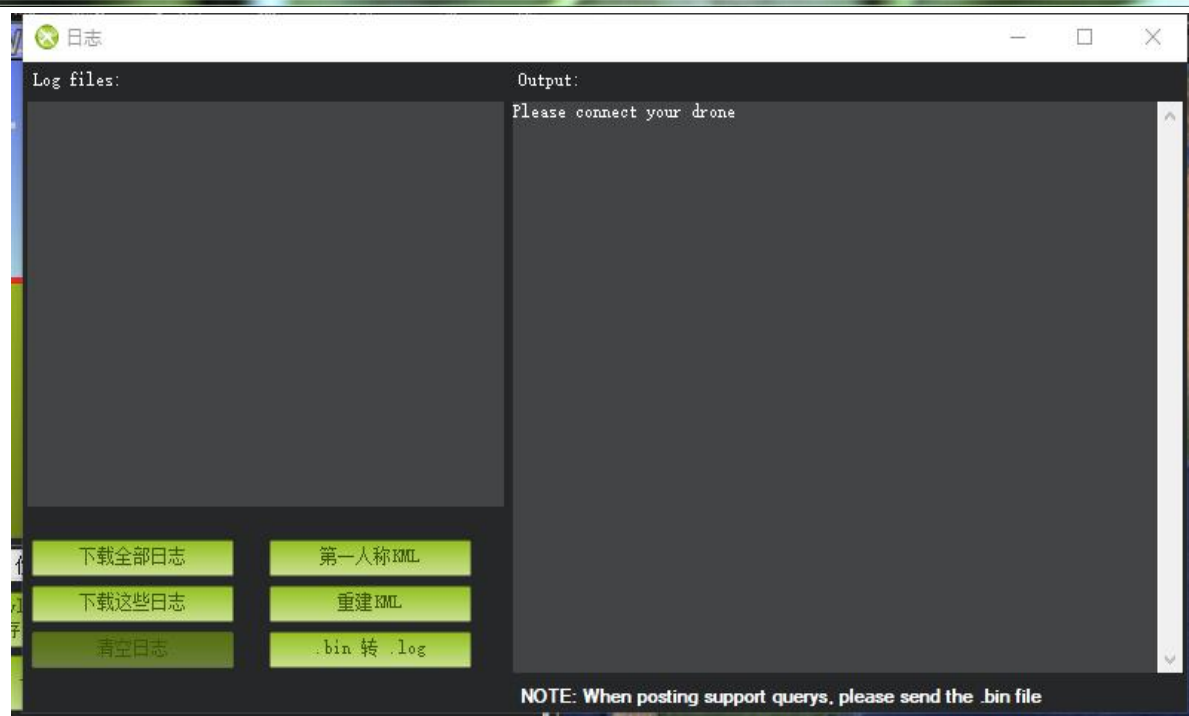 日志
Log files:
Output:
Please connect your drone
下载全部日志
第一人称KML
下载这些日志
重建KML
清空日志
.bin 转 .log
NOTE: When posting support querys, please send the .bin file